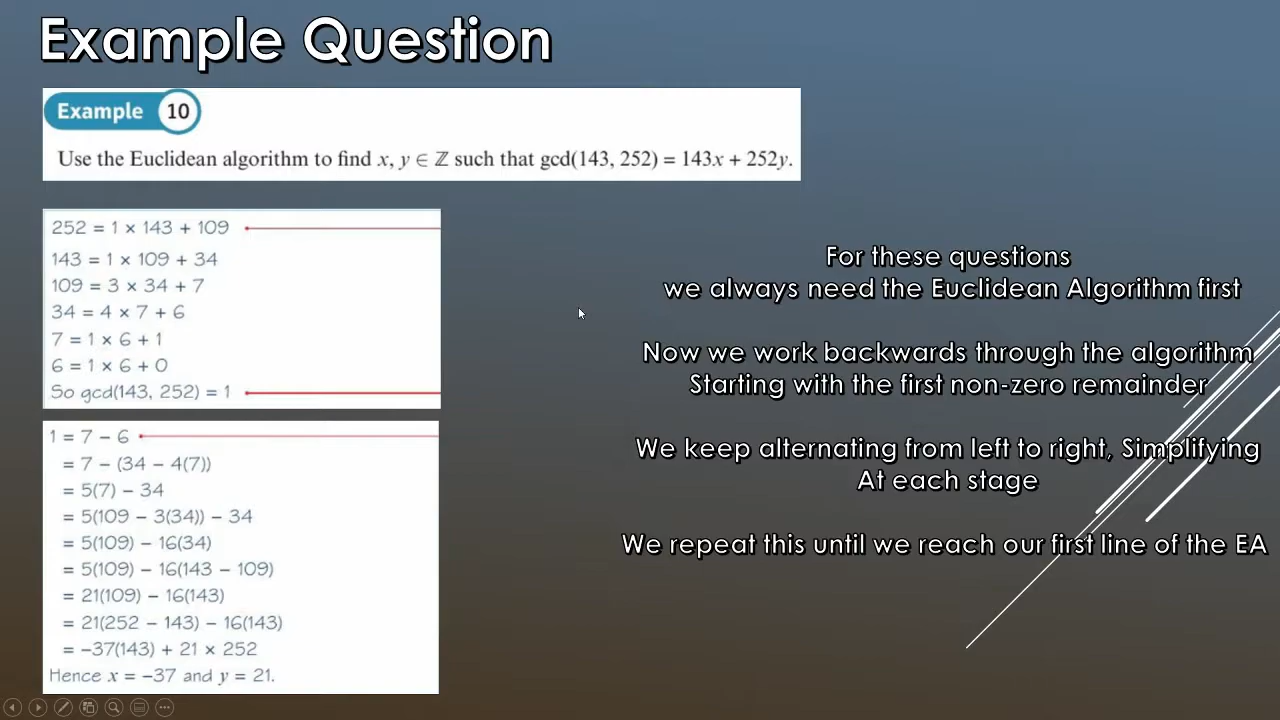 Example Question
Example 10
Use the Euclidean algorithm to find x, y ∈ ℤ such that gcd(143, 252) = 143x + 252y.
252 = 1 × 143 + 109
143 = 1 × 109 + 34
109 = 3 × 34 + 7
34 = 4 × 7 + 6
7 = 1 × 6 + 1
6 = 1 × 6 + 0
So gcd(143, 252) = 1
1 = 7 − 6
= 7 − (34 − 4(7))
= 5(7) − 34
= 5(109 − 3(34)) − 34
= 5(109) − 16(34)
= 5(109) − 16(143 − 109)
= 21(109) − 16(143)
= 21(252 − 143) − 16(143)
= −37(143) + 21 × 252
Hence x = −37 and y = 21.
For these questions
we always need the Euclidean Algorithm first
Now we work backwards through the algorithm
Starting with the first non-zero remainder
We keep alternating from left to right, Simplifying
At each stage
We repeat this until we reach our first line of the EA